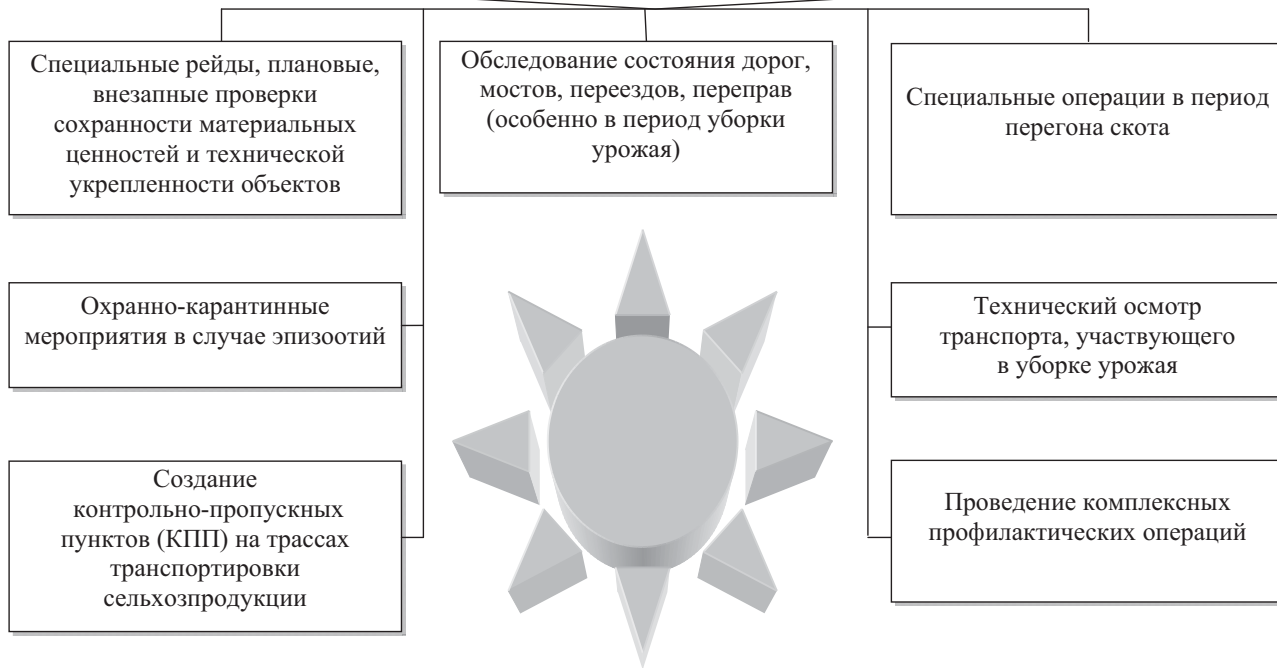 Специальные рейды, плановые,
внезапные проверки
сохранности материальных
ценностей и технической
укрепленности объектов
Обследование состояния дорог,
мостов, переездов, переправ
(особенно в период уборки
урожая)
Специальные операции в период
перегона скота
Охранно-карантинные
мероприятия в случае эпизоотий
Технический осмотр
транспорта, участвующего
в уборке урожая
Создание
контрольно-пропускных
пунктов (КПП) на трассах
транспортировки
сельхозпродукции
Проведение комплексных
профилактических операций